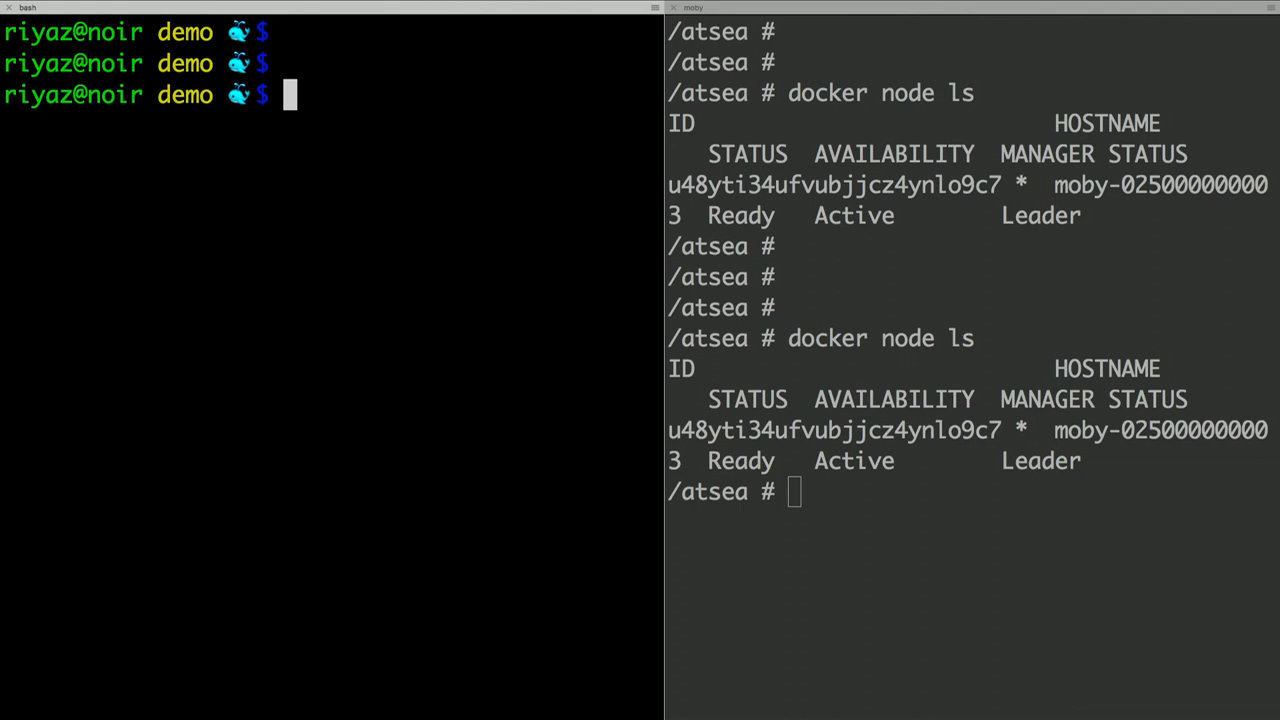 bash
riyaz@noir demo 🐳$
riyaz@noir demo 🐳$
riyaz@noir demo 🐳$
moby
/atsea #
/atsea #
/atsea # docker node ls
ID                           HOSTNAME
   STATUS  AVAILABILITY  MANAGER STATUS
u48yti34ufvubjjcz4ynlo9c7 *  moby-02500000000
3  Ready   Active        Leader
/atsea #
/atsea #
/atsea #
/atsea # docker node ls
ID                           HOSTNAME
   STATUS  AVAILABILITY  MANAGER STATUS
u48yti34ufvubjjcz4ynlo9c7 *  moby-02500000000
3  Ready   Active        Leader
/atsea #